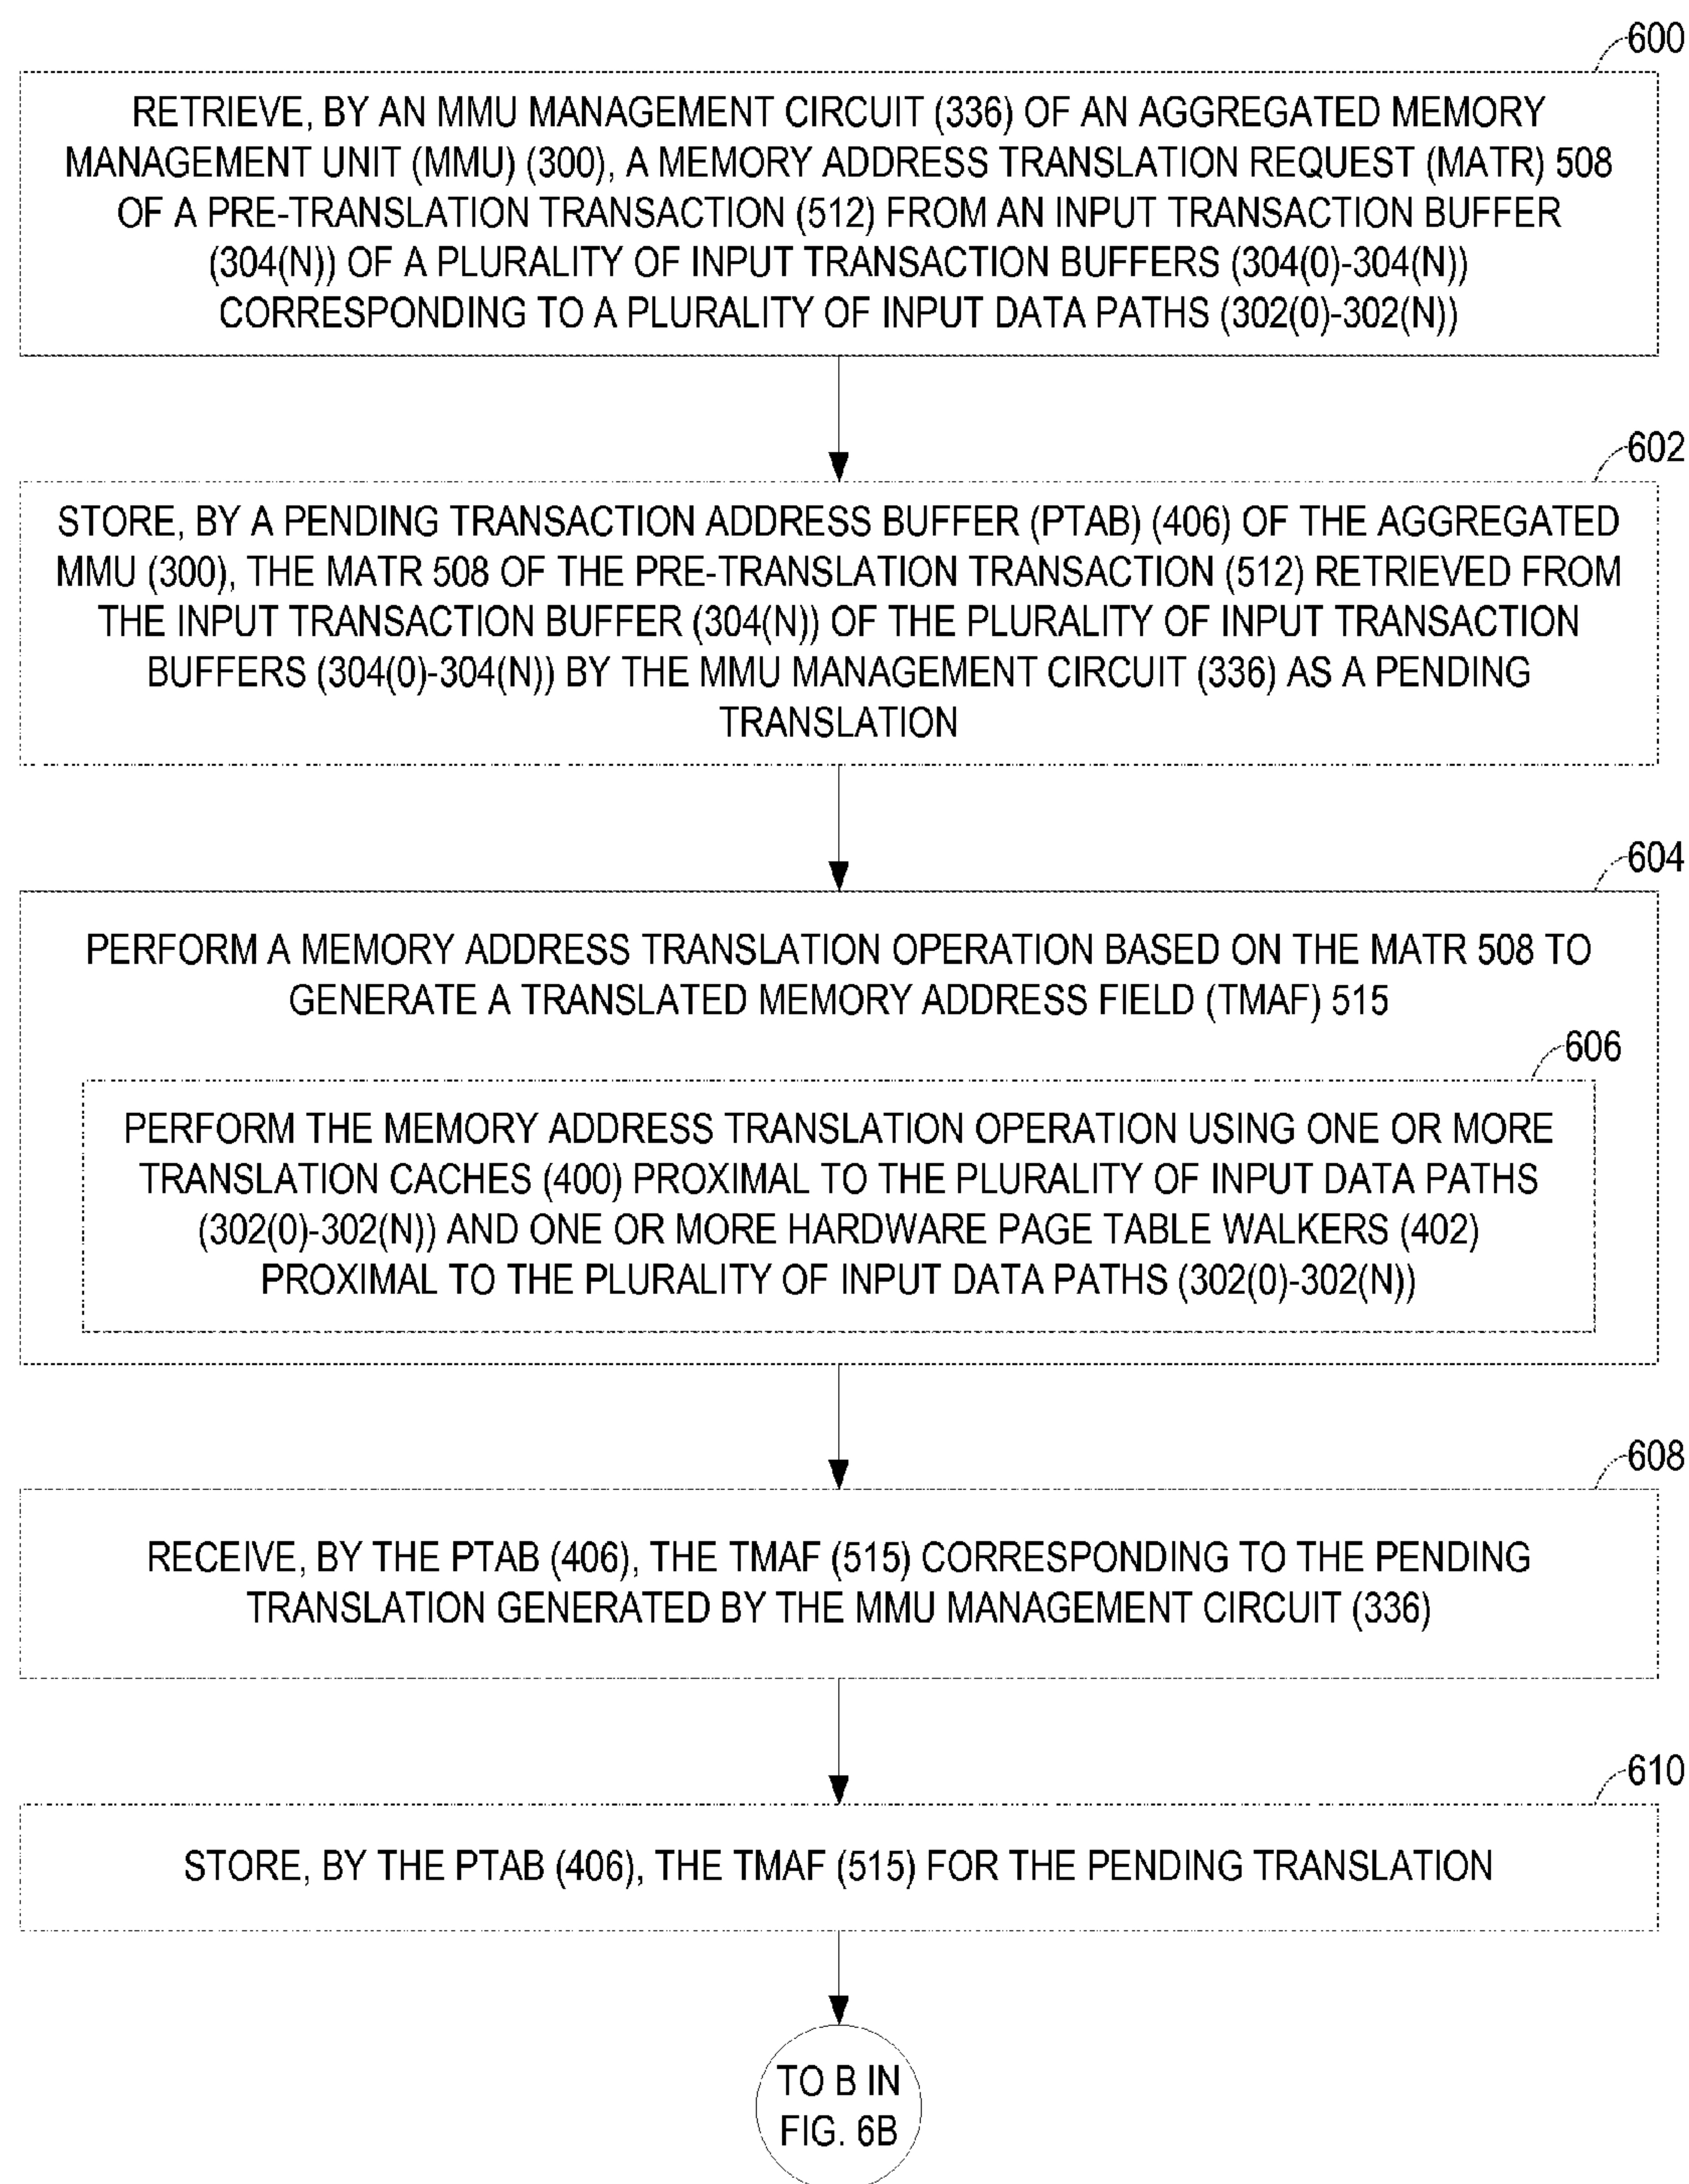 600
RETRIEVE, BY AN MMU MANAGEMENT CIRCUIT (336) OF AN AGGREGATED MEMORY
MANAGEMENT UNIT (MMU) (300), A MEMORY ADDRESS TRANSLATION REQUEST (MATR) 508
OF A PRE-TRANSLATION TRANSACTION (512) FROM AN INPUT TRANSACTION BUFFER
(304(N)) OF A PLURALITY OF INPUT TRANSACTION BUFFERS (304(0)-304(N))
CORRESPONDING TO A PLURALITY OF INPUT DATA PATHS (302(0)-302(N))
602
STORE, BY A PENDING TRANSACTION ADDRESS BUFFER (PTAB) (406) OF THE AGGREGATED
MMU (300), THE MATR 508 OF THE PRE-TRANSLATION TRANSACTION (512) RETRIEVED FROM
THE INPUT TRANSACTION BUFFER (304(N)) OF THE PLURALITY OF INPUT TRANSACTION
BUFFERS (304(0)-304(N)) BY THE MMU MANAGEMENT CIRCUIT (336) AS A PENDING
TRANSLATION
604
PERFORM A MEMORY ADDRESS TRANSLATION OPERATION BASED ON THE MATR 508 TO
GENERATE A TRANSLATED MEMORY ADDRESS FIELD (TMAF) 515
606
PERFORM THE MEMORY ADDRESS TRANSLATION OPERATION USING ONE OR MORE
TRANSLATION CACHES (400) PROXIMAL TO THE PLURALITY OF INPUT DATA PATHS
(302(0)-302(N)) AND ONE OR MORE HARDWARE PAGE TABLE WALKERS (402)
PROXIMAL TO THE PLURALITY OF INPUT DATA PATHS (302(0)-302(N))
608
RECEIVE, BY THE PTAB (406), THE TMAF (515) CORRESPONDING TO THE PENDING
TRANSLATION GENERATED BY THE MMU MANAGEMENT CIRCUIT (336)
610
STORE, BY THE PTAB (406), THE TMAF (515) FOR THE PENDING TRANSLATION
TO B IN
FIG. 6B